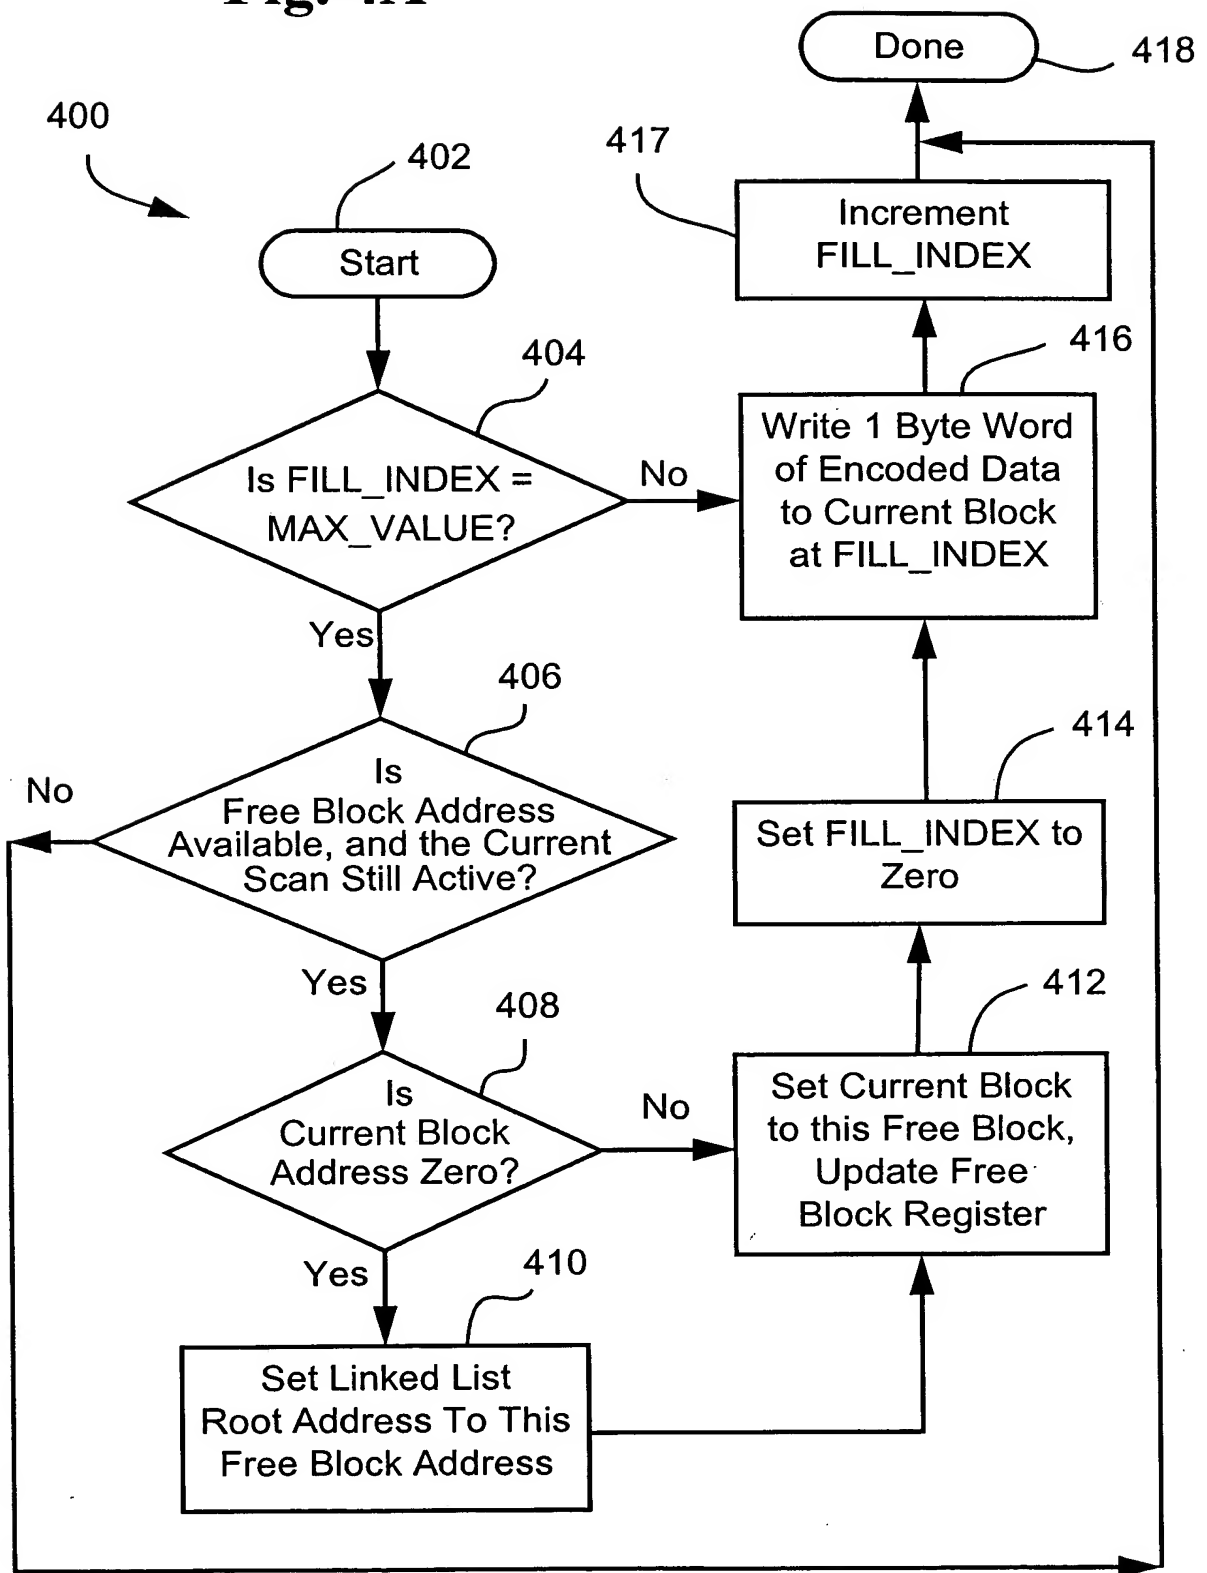 Done
418
400
402
417
Increment
FILL_INDEX
Start
404
416
Is FILL_INDEX =
MAX_VALUE?
No
Write 1 Byte Word
of Encoded Data
to Current Block
at FILL_INDEX
Yes
406
414
No
Is
Free Block Address
Available, and the Current
Scan Still Active?
Set FILL_INDEX to
Zero
Yes
408
412
Is
Current Block
Address Zero?
No
Set Current Block
to this Free Block,
Update Free
Block Register
Yes
410
Set Linked List
Root Address To This
Free Block Address